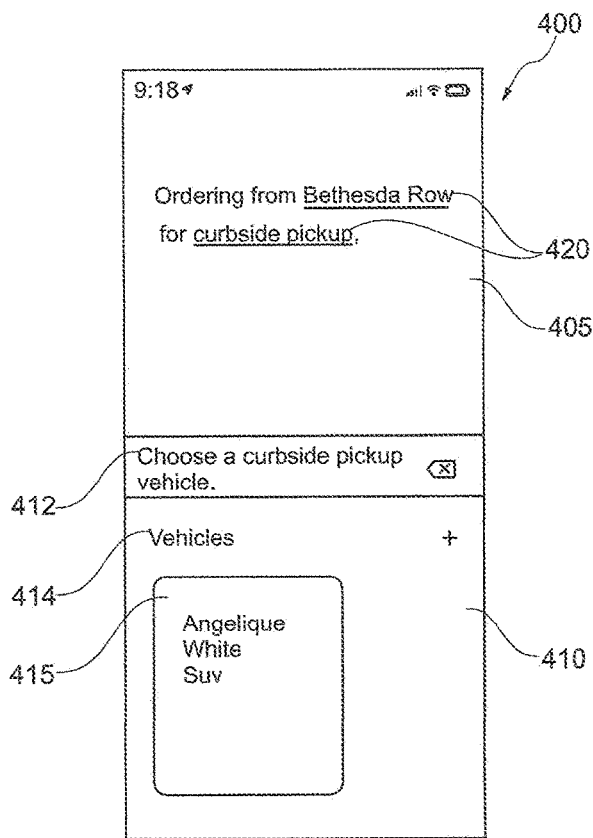 400
9:18
Ordering from Bethesda Row
for curbside pickup,
420
405
Choose a curbside pickup
vehicle.
412
Vehicles +
414
Angelique
White
Suv
415
410